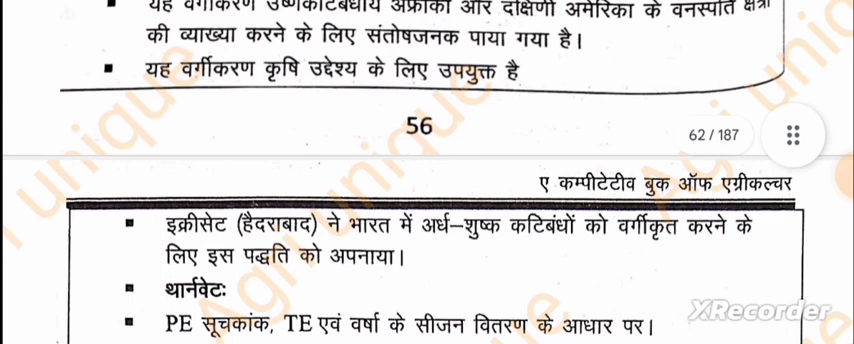 यह वर्गीकरण उष्णकटिबंधीय अफ्रीका और दक्षिणी अमेरिका के वनस्पति क्षेत्रों
की व्याख्या करने के लिए संतोषजनक पाया गया है।
यह वर्गीकरण कृषि उद्देश्य के लिए उपयुक्त है
56
62 / 187
ए कम्पीटेटीव बुक ऑफ एग्रीकल्चर
इक्रीसेट (हैदराबाद) ने भारत में अर्ध–शुष्क कटिबंधों को वर्गीकृत करने के
लिए इस पद्धति को अपनाया।
थार्नवेटः
PE सूचकांक, TE एवं वर्षा के सीजन वितरण के आधार पर।
XRecorder
Agri unique